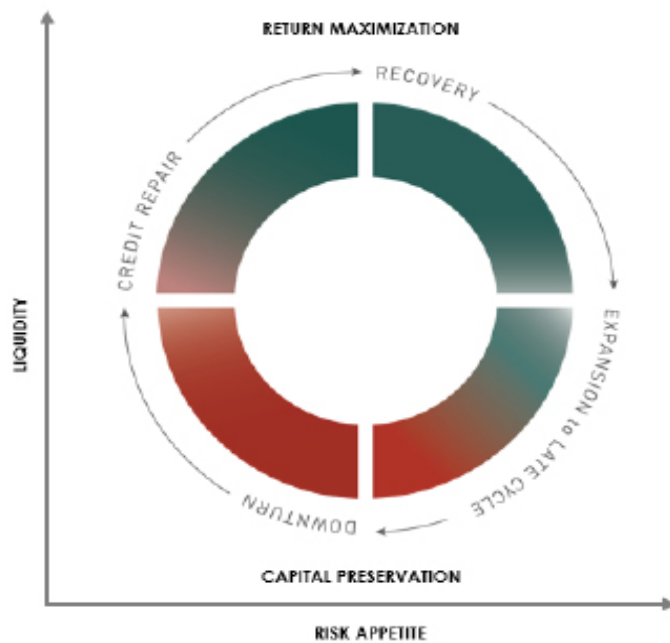 RETURN MAXIMIZATION
RECOVERY
CREDIT REPAIR
LIQUIDITY
EXPANSION to LATE CYCLE
DOWNTURN
CAPITAL PRESERVATION
RISK APPETITE